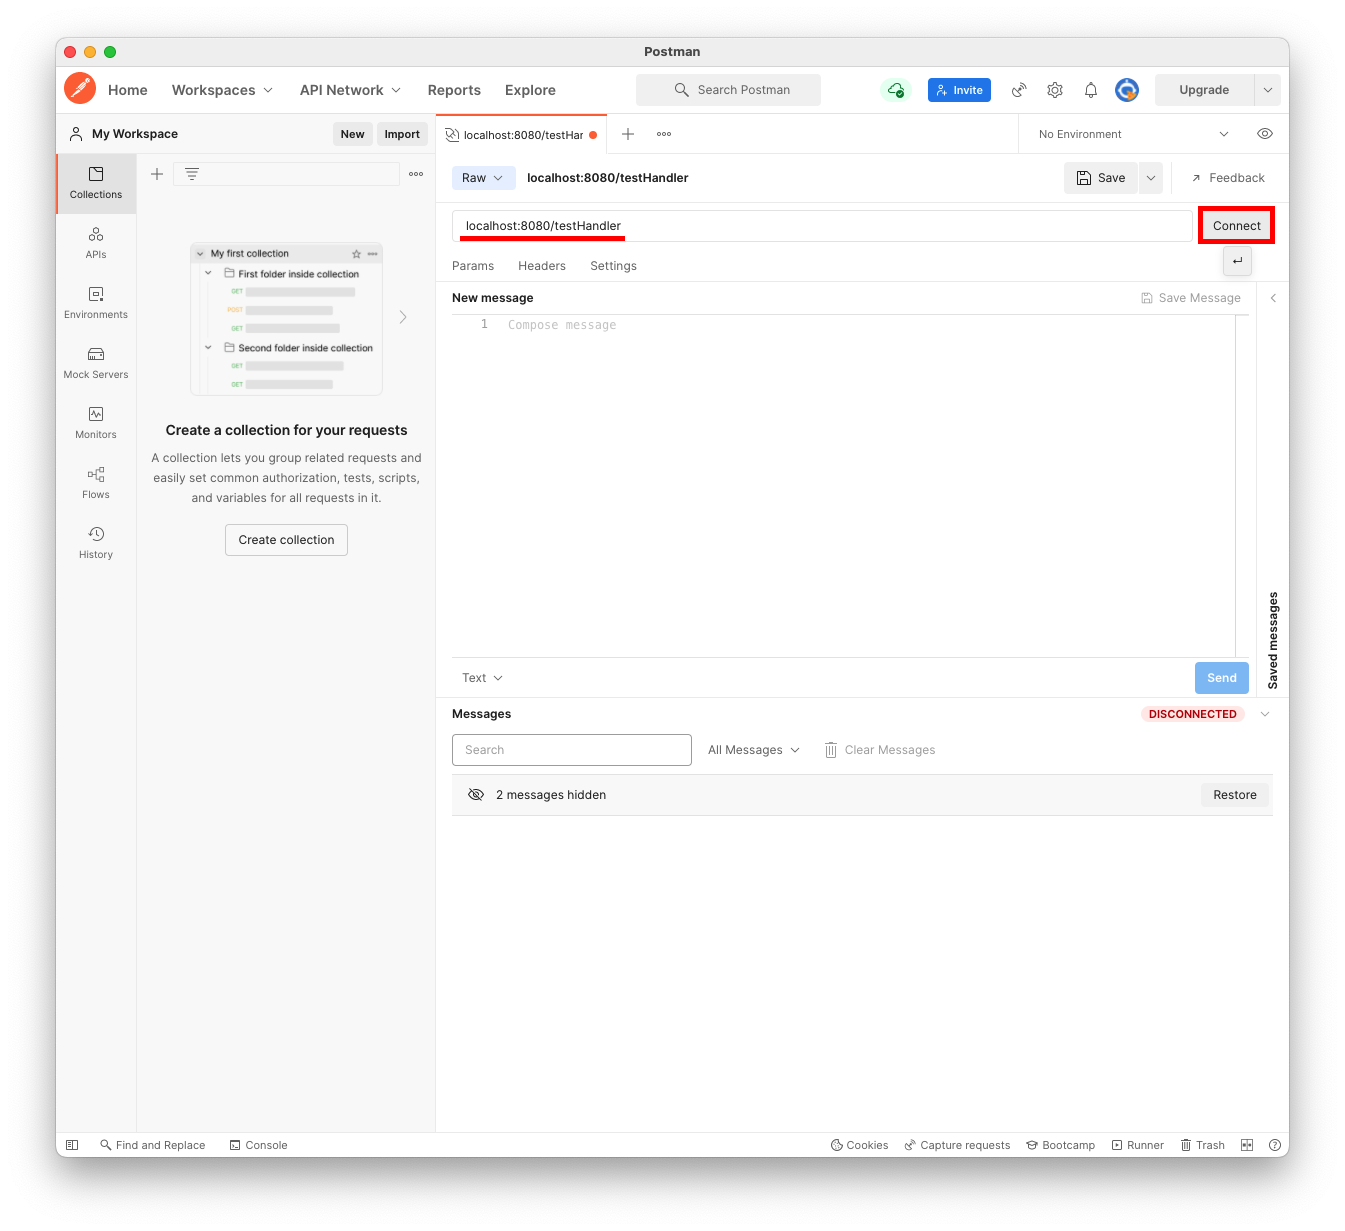 Postman
Home
Workspaces
API Network
Reports
Explore
Search Postman
Invite
Upgrade
My Workspace
New
Import
localhost:8080/testHar
No Environment
Collections
APIs
Environments
Mock Servers
Monitors
Flows
History
My first collection
First folder inside collection
GET
POST
GET
Second folder inside collection
GET
GET
Create a collection for your requests
A collection lets you group related requests and
easily set common authorization, tests, scripts,
and variables for all requests in it.
Create collection
Raw
localhost:8080/testHandler
Save
Feedback
localhost:8080/testHandler
Connect
Params
Headers
Settings
New message
Save Message
1
Compose message
Saved messages
Text
Send
Messages
DISCONNECTED
Search
All Messages
Clear Messages
2 messages hidden
Restore
Find and Replace
Console
Cookies
Capture requests
Bootcamp
Runner
Trash